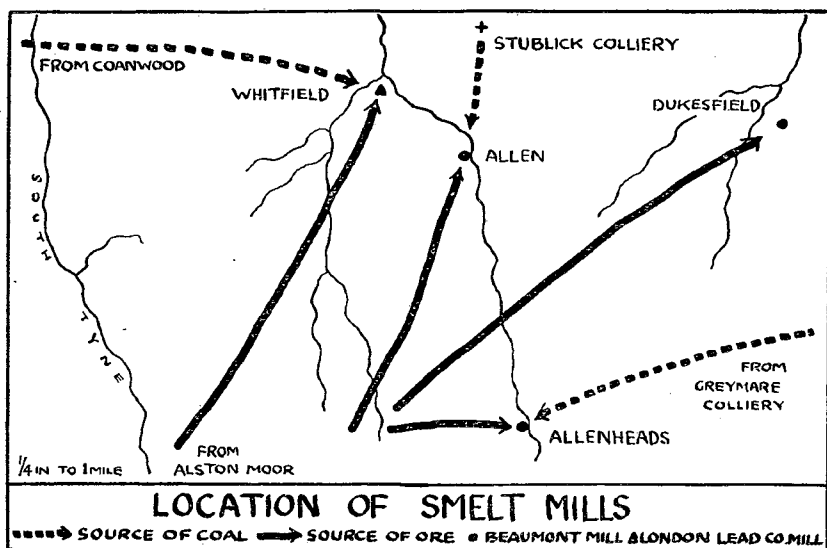 STUBLICK COLLIERY
FROM COANWOOD
WHITFIELD
DUKESFIELD
ALLEN
SOUTH TYNE
FROM
GREYMARE
COLLIERY
ALLENHEADS
FROM
ALSTON MOOR
1/4 IN TO 1 MILE
LOCATION OF SMELT MILLS
SOURCE OF COAL SOURCE OF ORE BEAUMONT MILL LONDON LEAD CO. MILL